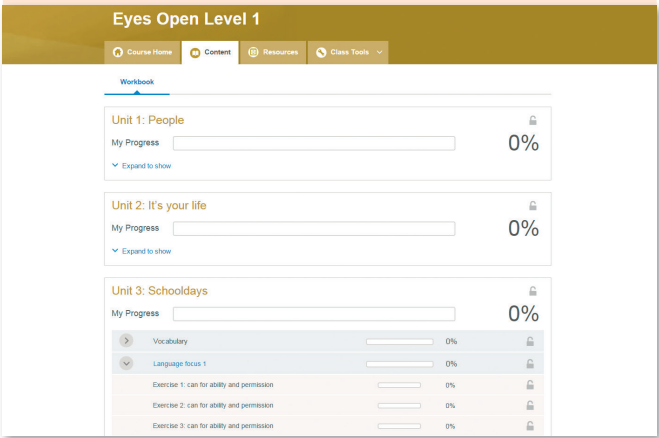 Eyes Open Level 1
Course Home Content Resources Class Tools
Workbook
Unit 1: People
My Progress 0%
Expand to show
Unit 2: It's your life
My Progress 0%
Expand to show
Unit 3: Schooldays
My Progress 0%
Vocabulary 0%
Language focus 1 0%
Exercise 1: can for ability and permission 0%
Exercise 2: can for ability and permission 0%
Exercise 3: can for ability and permission 0%